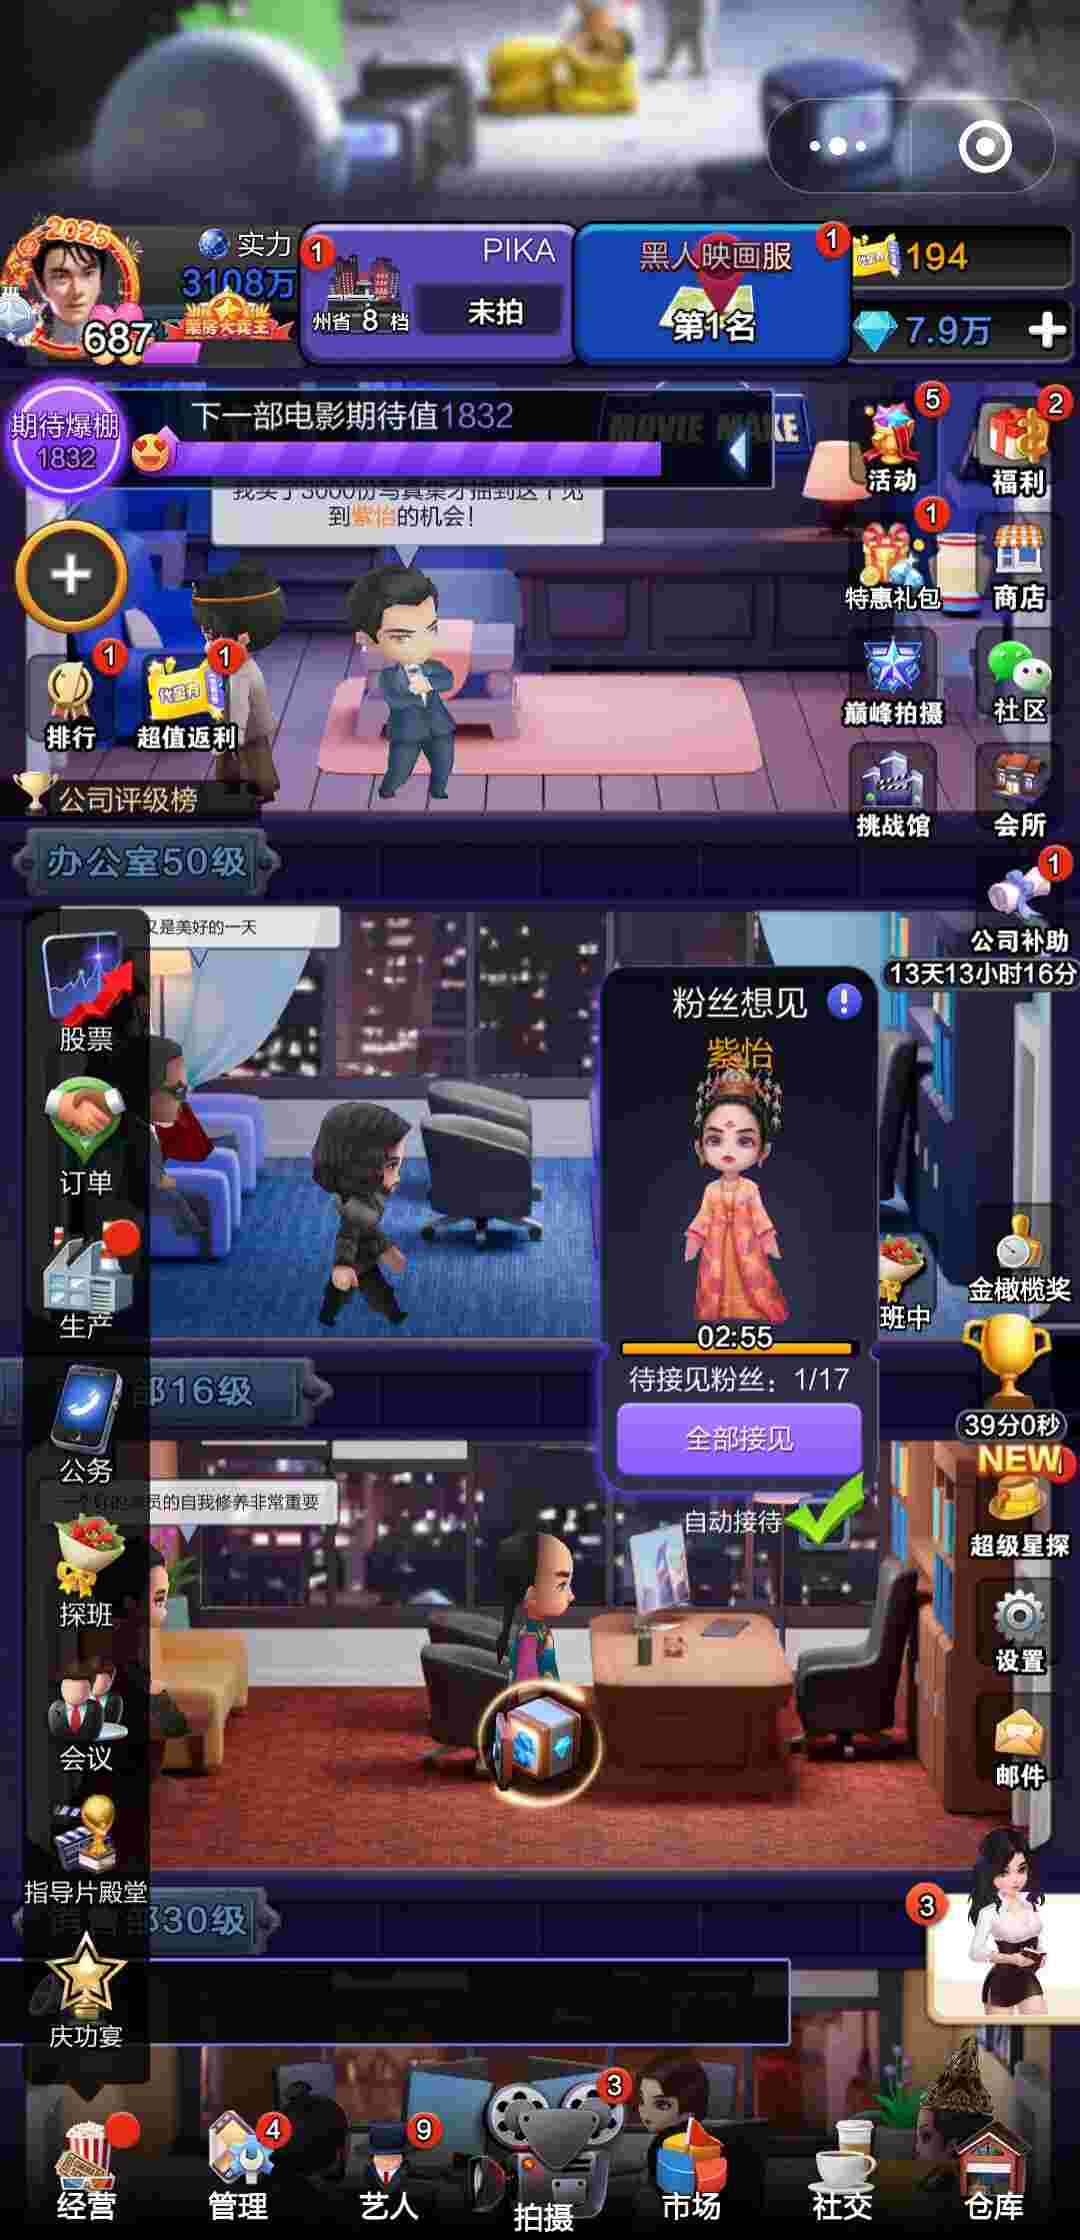 2025
实力
3108万
687
票房大卖王
1
PIKA
州省 8 档
未拍
黑人映画服
1
第1名
194
7.9万
期待爆棚
1832
下一部电影期待值1832
MOVIE MAKE
5
活动
2
福利
我买了3000份写真集才抽到这个见
到紫怡的机会!
1
特惠礼包
商店
1
排行
1
超值返利
巅峰拍摄
社区
公司评级榜
挑战馆
会所
办公室50级
1
公司补助
13天13小时16分
又是美好的一天
股票
粉丝想见
紫怡
订单
02:55
班中
金橄榄奖
生产
待接见粉丝：1/17
部16级
全部接见
39分0秒
公务
NEW
自动接待
超级星探
员的自我修养非常重要
探班
设置
会议
邮件
指导片殿堂
部30级
3
庆功宴
经营
4
管理
9
艺人
3
拍摄
市场
社交
仓库